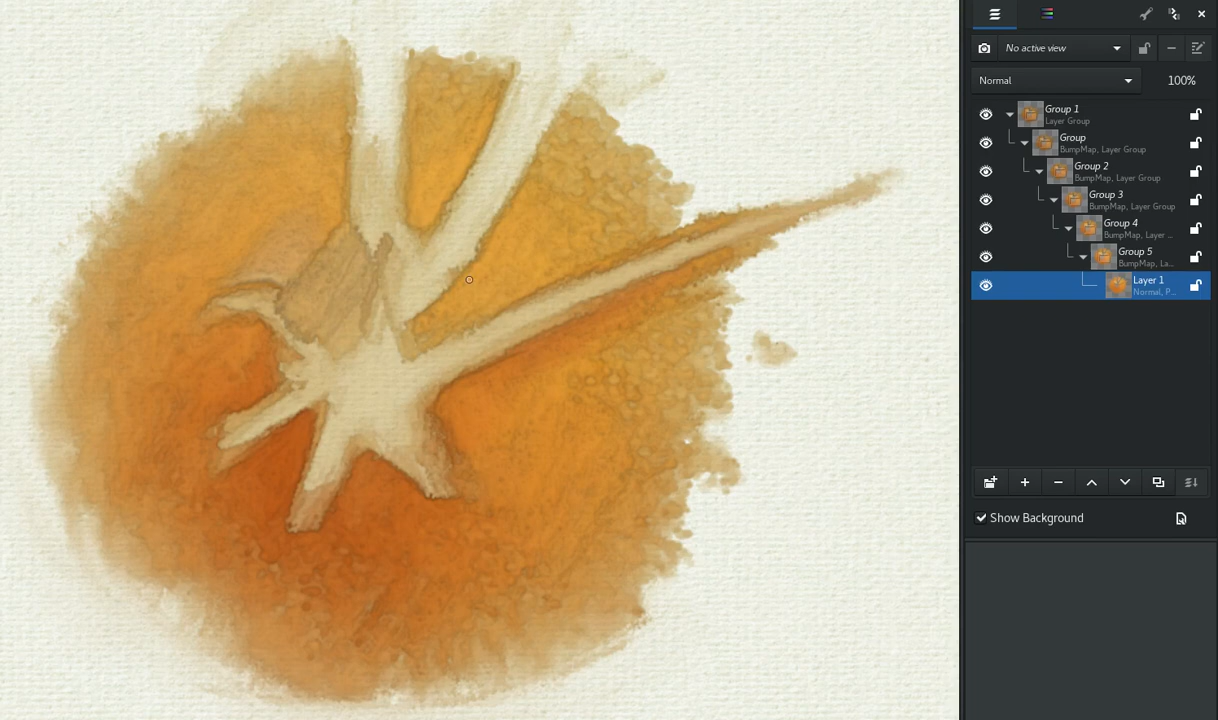 No active view
Normal
100%
Group 1
Layer Group
Group
BumpMap, Layer Group
Group 2
BumpMap, Layer Group
Group 3
BumpMap, Layer Group
Group 4
BumpMap, Layer ...
Group 5
BumpMap, La...
Layer 1
Normal, P...
Show Background